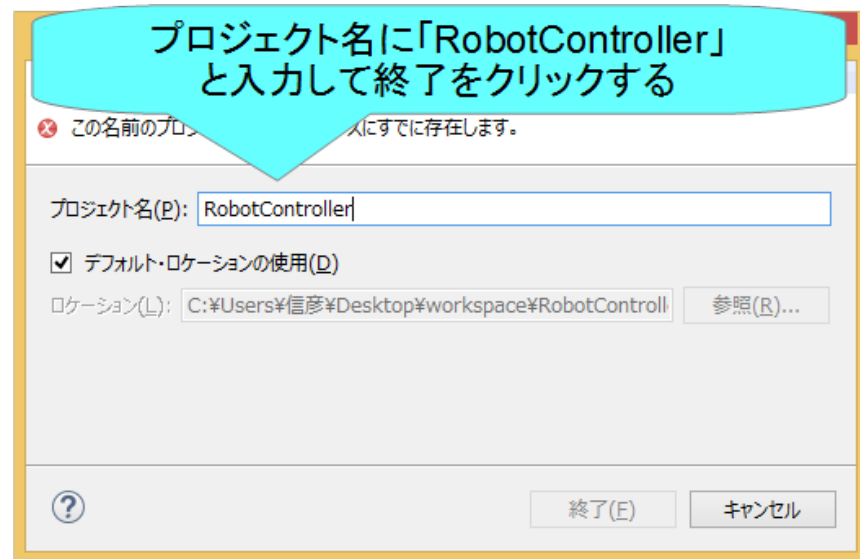 プロジェクト名に「RobotController」
と入力して終了をクリックする
この名前のプロ
スにすでに存在します。
プロジェクト名(P): RobotController
デフォルト・ロケーションの使用(D)
ロケーション(L): C:¥Users¥信彦¥Desktop¥workspace¥RobotControll 参照(R)...
終了(F) キャンセル